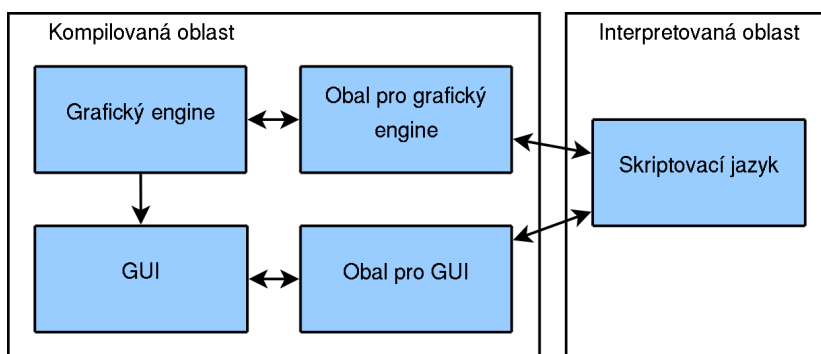 Kompilovaná oblast
Interpretovaná oblast
Grafický engine
Obal pro grafický
engine
Skriptovací jazyk
GUI
Obal pro GUI